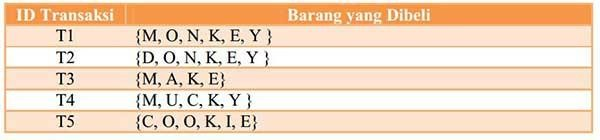 ID Transaksi Barang yang Dibeli
T1 {M, O, N, K, E, Y }
T2 {D, O, N, K, E, Y }
T3 {M, A, K, E}
T4 {M, U, C, K, Y }
T5 {C, O, O, K, I, E}